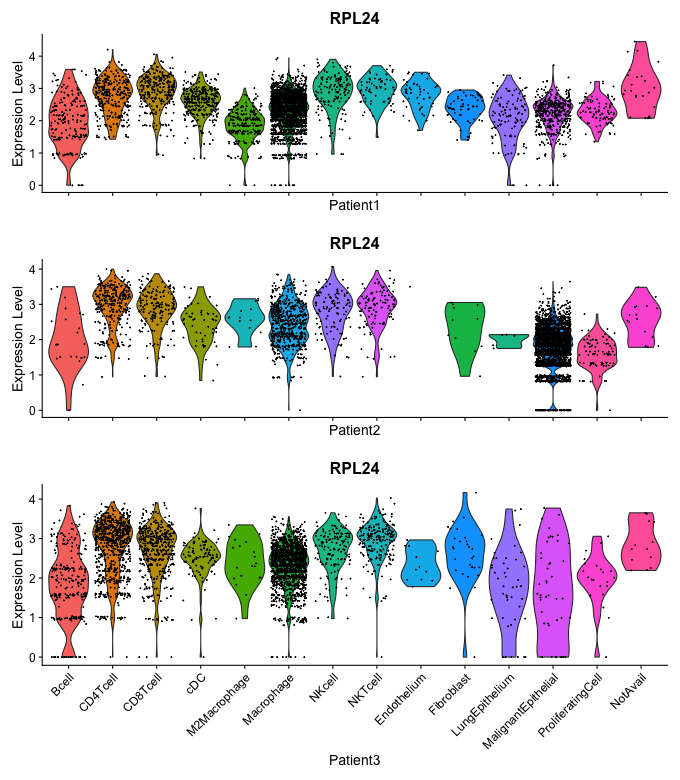 RPL24
Expression Level
4
3
2
1
0
Patient1
RPL24
Expression Level
4
3
2
1
0
Patient2
RPL24
Expression Level
4
3
2
1
0
Bcell
CD4Tcell
CD8Tcell
cDC
M2Macrophage
Macrophage
NKcell
NKTcell
Endothelium
Fibroblast
LungEpithelium
MalignantEpithelial
ProliferatingCell
NotAvail
Patient3